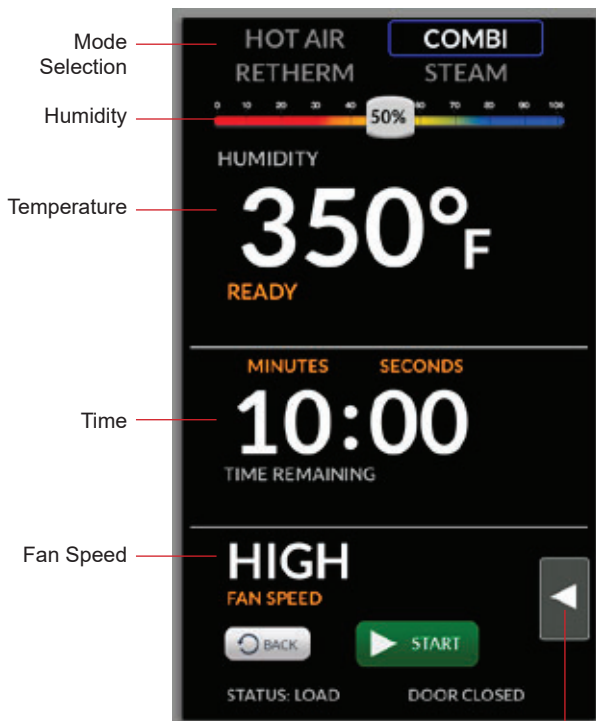 Mode
Selection
HOT AIR COMBI
RETHERM STEAM
Humidity
0 10 20 30 40 50% 60 70 80 90 100
HUMIDITY
Temperature
350°F
READY
MINUTES SECONDS
Time
10:00
TIME REMAINING
Fan Speed
HIGH
FAN SPEED
BACK START
STATUS: LOAD DOOR CLOSED